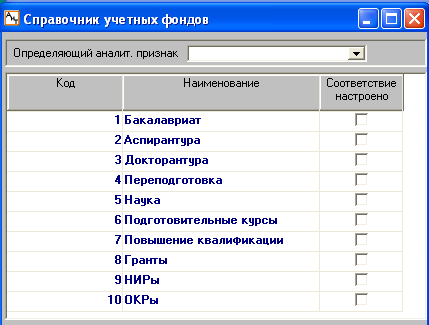 Справочник учетных фондов
Определяющий аналит. признак
Код Наименование Соответствие настроено
1 Бакалавриат
2 Аспирантура
3 Докторантура
4 Переподготовка
5 Наука
6 Подготовительные курсы
7 Повышение квалификации
8 Гранты
9 НИРы
10 ОКРы